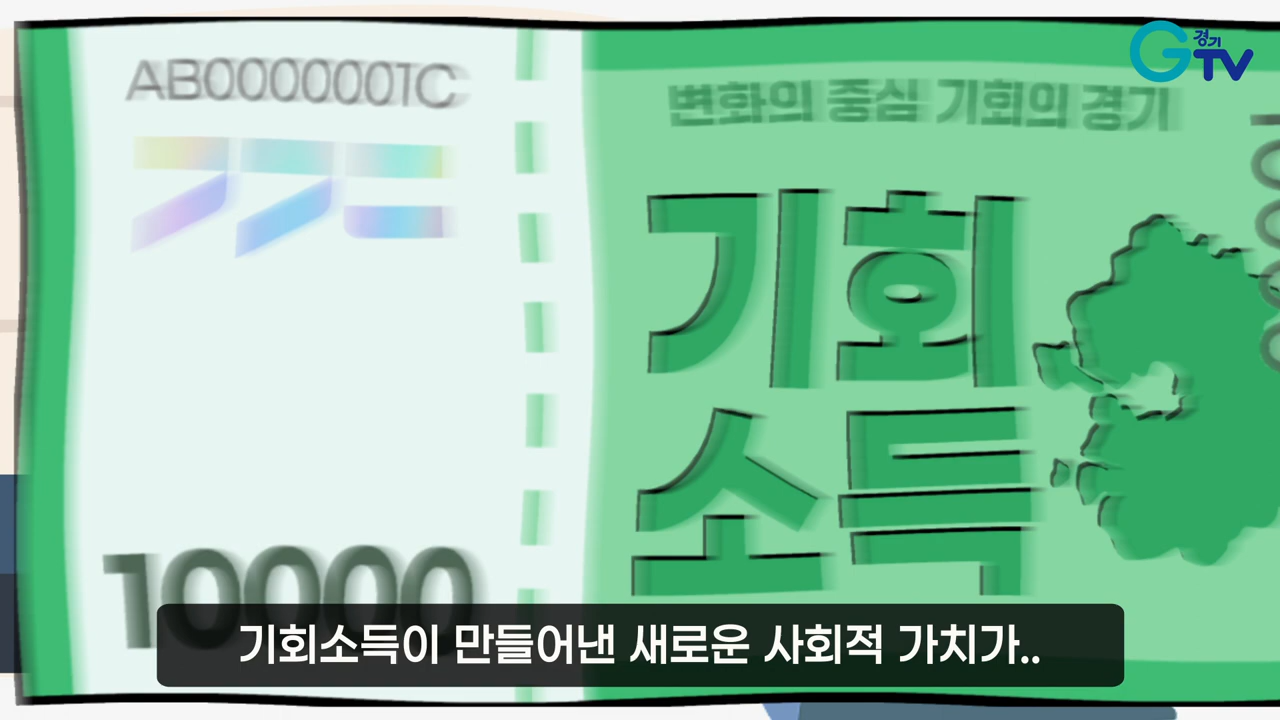 경기
GTV
AB0000001C
변화의 중심 기회의 경기
기회
소득
10000
기회소득이 만들어낸 새로운 사회적 가치가..